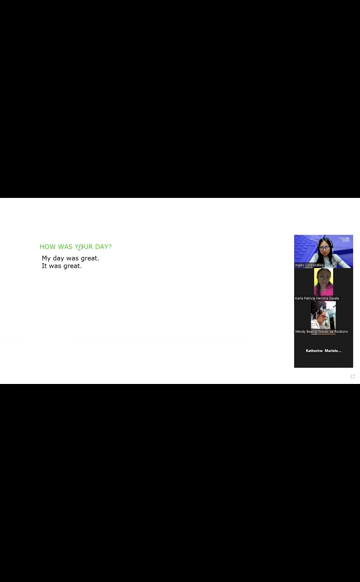 HOW WAS YOUR DAY?
My day was great.
It was great.
Karla Patricia Herrera Zavala
Katherine Mariela...